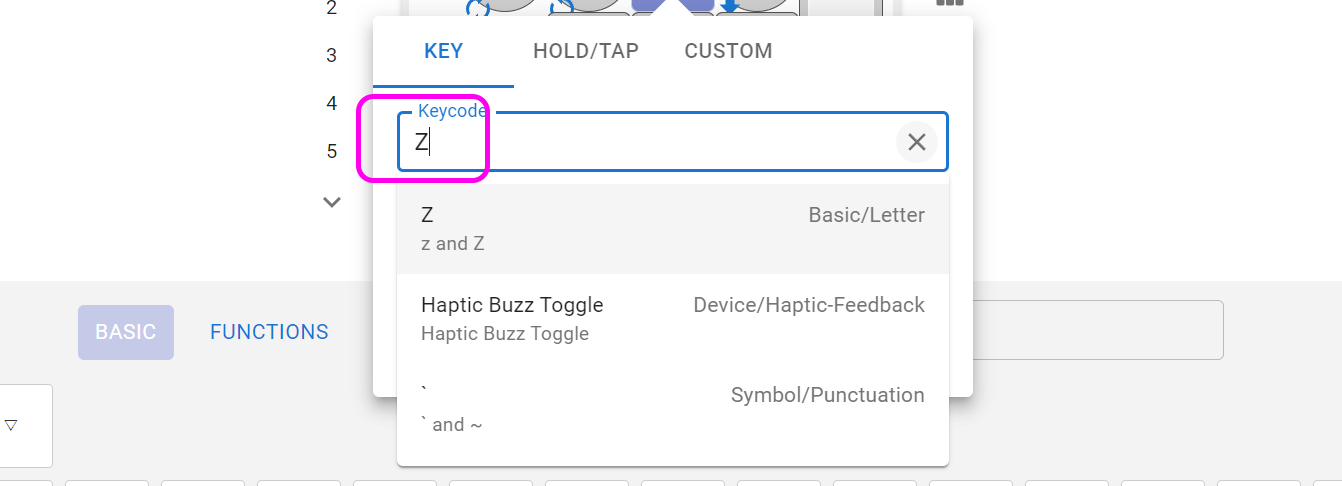 2
3
4
5
KEY HOLD/TAP CUSTOM
Keycode
Z
Z Basic/Letter
z and Z
Haptic Buzz Toggle Device/Haptic-Feedback
Haptic Buzz Toggle
` Symbol/Punctuation
` and ~
BASIC FUNCTIONS
▽